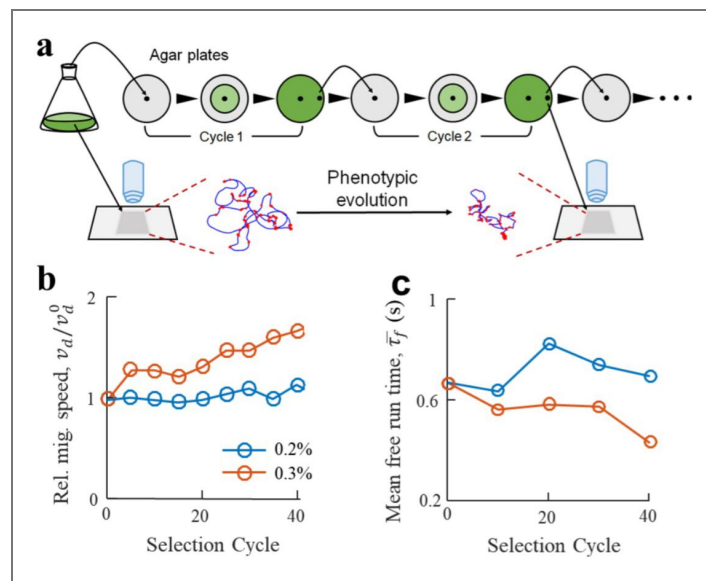 a
Agar plates
Cycle 1
Cycle 2
Phenotypic
evolution
b
2
1
0
0
20
40
Rel. mig. speed, v_d/v_d^0
0.2%
0.3%
Selection Cycle
c
1
0.6
0.2
0
20
40
Mean free run time, τ̄_f (s)
Selection Cycle